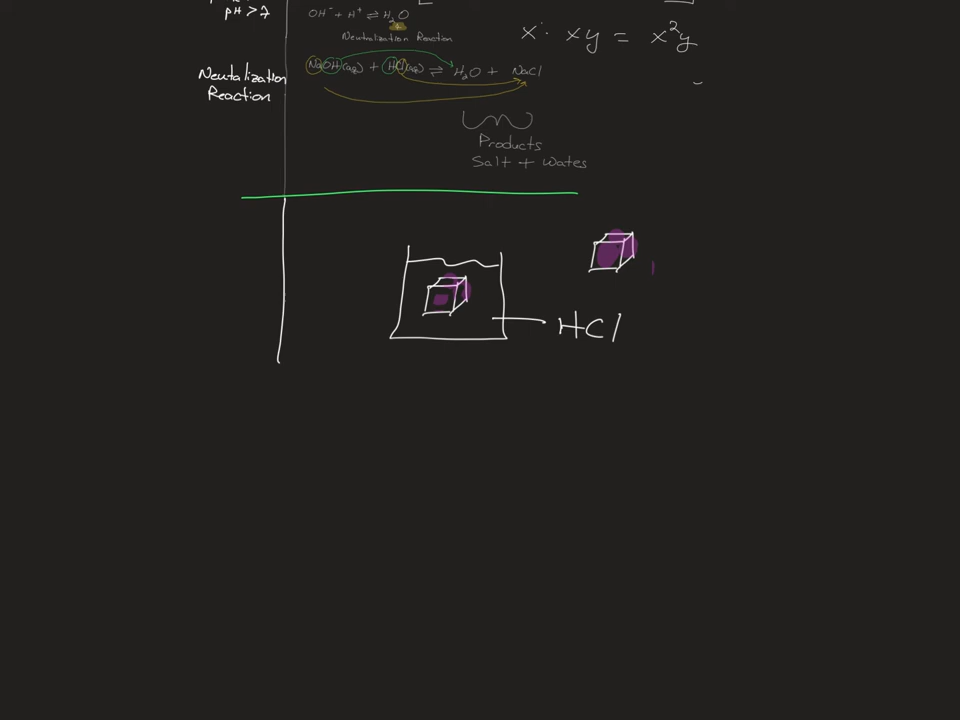 pH > 7
OH⁻ + H⁺ ⇌ H₂O
Neutralization Reaction
x · xy = x²y
Neutalization
Reaction
NaOH(aq) + HCl(aq) ⇌ H₂O + NaCl
Products
Salt + Wates
HCl